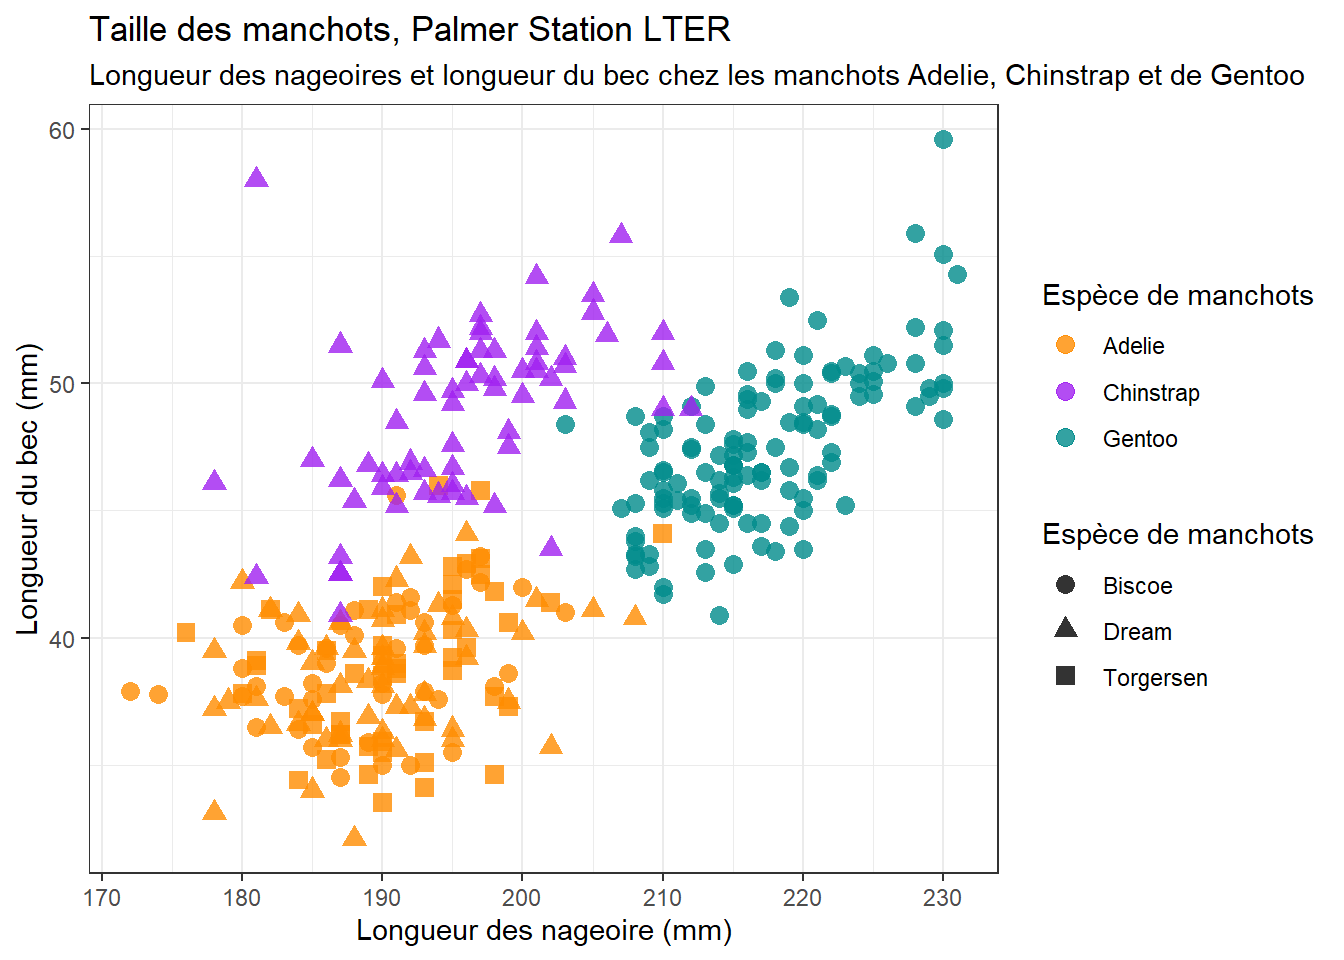 Taille des manchots, Palmer Station LTER
Longueur des nageoires et longueur du bec chez les manchots Adelie, Chinstrap et de Gentoo
Longueur du bec (mm)
60
50
40
170 180 190 200 210 220 230
Longueur des nageoire (mm)
Espèce de manchots
Adelie
Chinstrap
Gentoo
Espèce de manchots
Biscoe
Dream
Torgersen